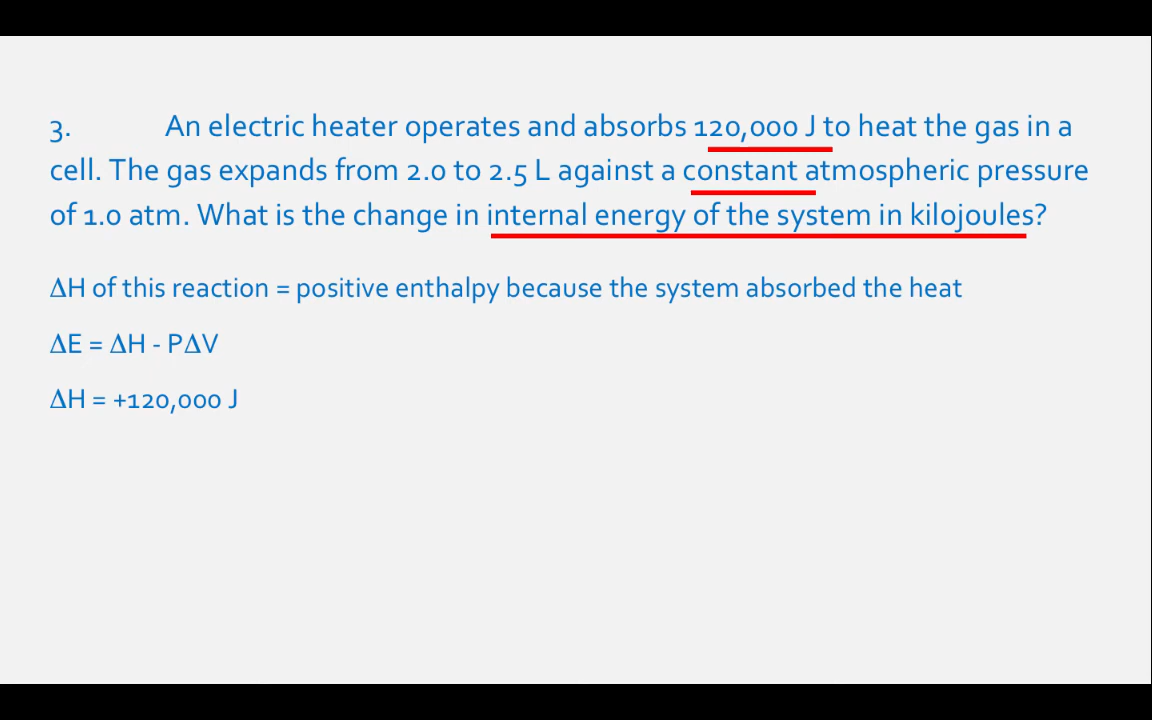 3. An electric heater operates and absorbs 120,000 J to heat the gas in a
cell. The gas expands from 2.0 to 2.5 L against a constant atmospheric pressure
of 1.0 atm. What is the change in internal energy of the system in kilojoules?
ΔH of this reaction = positive enthalpy because the system absorbed the heat
ΔE = ΔH - PΔV
ΔH = +120,000 J